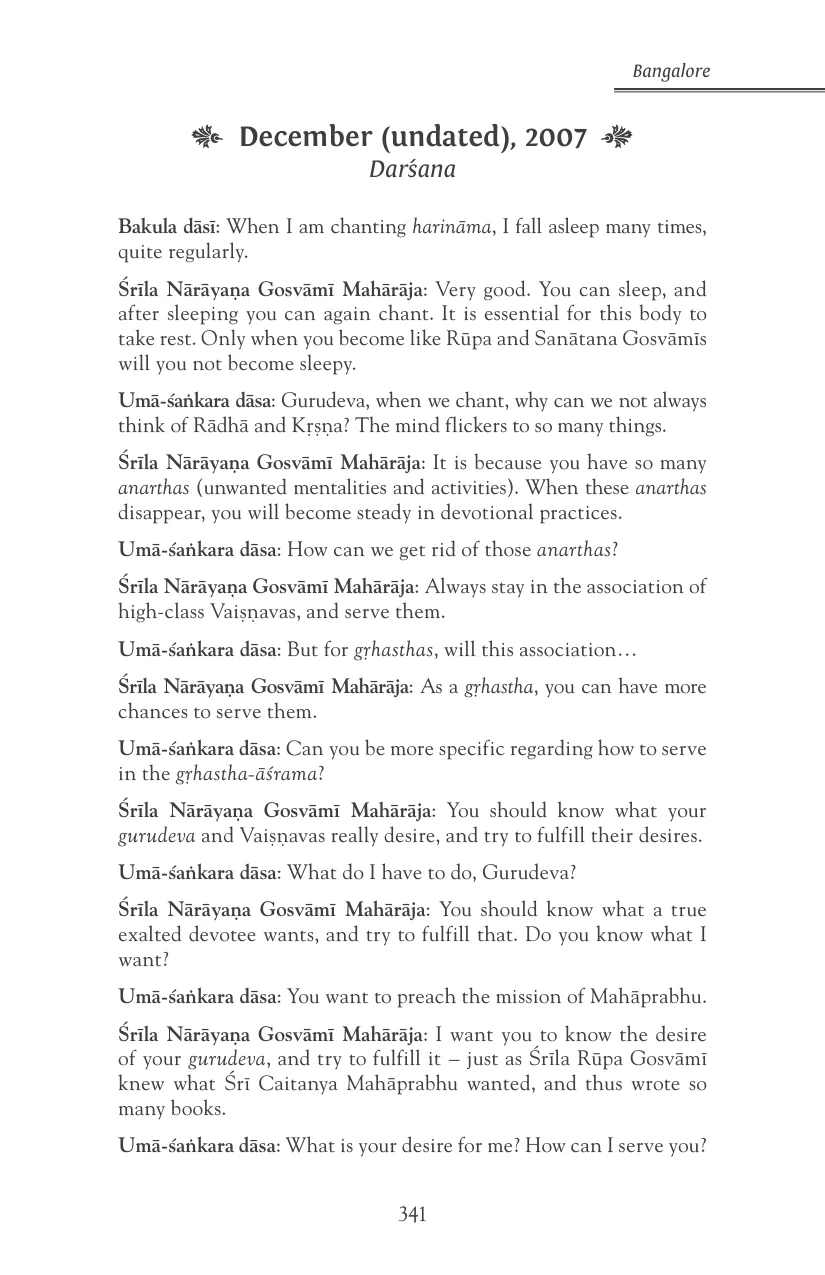 Bangalore
December (undated), 2007
Darśana
Bakula dāsī: When I am chanting harināma, I fall asleep many times,
quite regularly.
Śrīla Nārāyaṇa Gosvāmī Mahārāja: Very good. You can sleep, and
after sleeping you can again chant. It is essential for this body to
take rest. Only when you become like Rūpa and Sanātana Gosvāmīs
will you not become sleepy.
Umā-śaṅkara dāsa: Gurudeva, when we chant, why can we not always
think of Rādhā and Kṛṣṇa? The mind flickers to so many things.
Śrīla Nārāyaṇa Gosvāmī Mahārāja: It is because you have so many
anarthas (unwanted mentalities and activities). When these anarthas
disappear, you will become steady in devotional practices.
Umā-śaṅkara dāsa: How can we get rid of those anarthas?
Śrīla Nārāyaṇa Gosvāmī Mahārāja: Always stay in the association of
high-class Vaiṣṇavas, and serve them.
Umā-śaṅkara dāsa: But for gṛhasthas, will this association…
Śrīla Nārāyaṇa Gosvāmī Mahārāja: As a gṛhastha, you can have more
chances to serve them.
Umā-śaṅkara dāsa: Can you be more specific regarding how to serve
in the gṛhastha-āśrama?
Śrīla Nārāyaṇa Gosvāmī Mahārāja: You should know what your
gurudeva and Vaiṣṇavas really desire, and try to fulfill their desires.
Umā-śaṅkara dāsa: What do I have to do, Gurudeva?
Śrīla Nārāyaṇa Gosvāmī Mahārāja: You should know what a true
exalted devotee wants, and try to fulfill that. Do you know what I
want?
Umā-śaṅkara dāsa: You want to preach the mission of Mahāprabhu.
Śrīla Nārāyaṇa Gosvāmī Mahārāja: I want you to know the desire
of your gurudeva, and try to fulfill it – just as Śrīla Rūpa Gosvāmī
knew what Śrī Caitanya Mahāprabhu wanted, and thus wrote so
many books.
Umā-śaṅkara dāsa: What is your desire for me? How can I serve you?
341